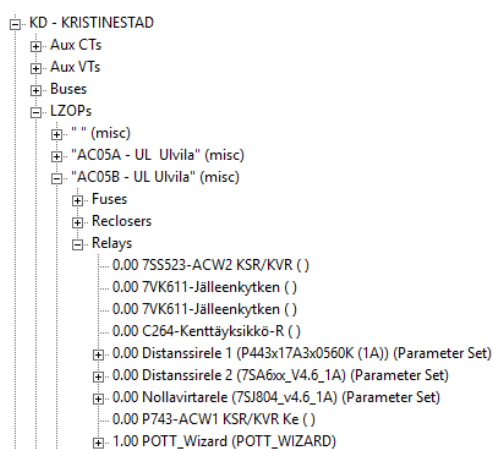 KD - KRISTINESTAD
Aux CTs
Aux VTs
Buses
LZOPs
" " (misc)
"AC05A - UL  Ulvila" (misc)
"AC05B - UL Ulvila" (misc)
Fuses
Reclosers
Relays
0.00 7SS523-ACW2 KSR/KVR ( )
0.00 7VK611-Jälleenkytken ( )
0.00 7VK611-Jälleenkytken ( )
0.00 C264-Kenttäyksikkö-R ( )
0.00 Distanssirele 1 (P443x17A3x0560K (1A)) (Parameter Set)
0.00 Distanssirele 2 (7SA6xx_V4.6_1A) (Parameter Set)
0.00 Nollavirtarele (7SJ804_v4.6_1A) (Parameter Set)
0.00 P743-ACW1 KSR/KVR Ke ( )
1.00 POTT_Wizard (POTT_WIZARD)